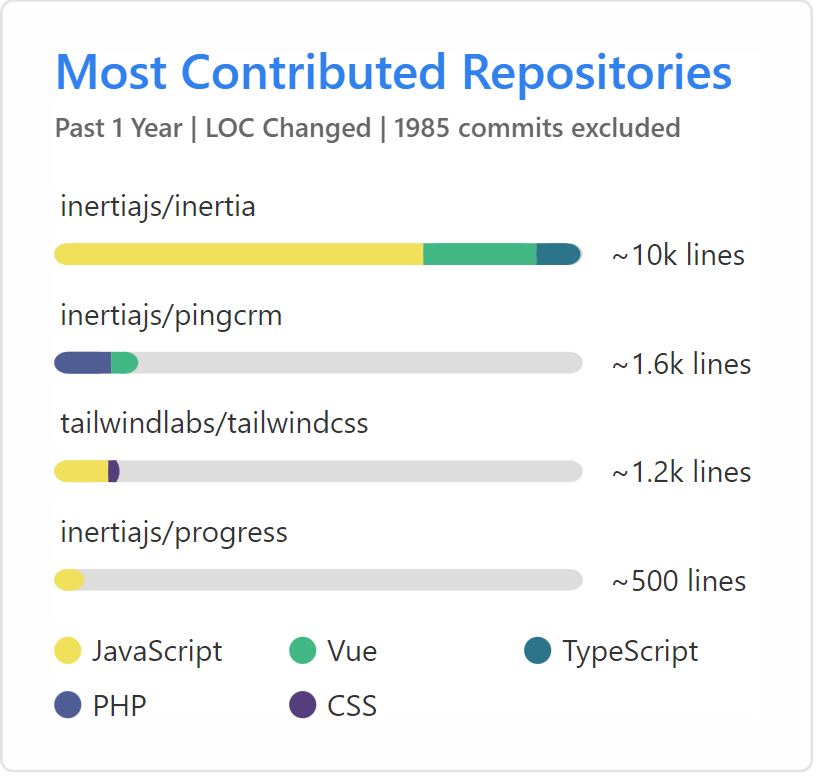 Most Contributed Repositories
Past 1 Year | LOC Changed | 1985 commits excluded
inertiajs/inertia
~10k lines
inertiajs/pingcrm
~1.6k lines
tailwindlabs/tailwindcss
~1.2k lines
inertiajs/progress
~500 lines
JavaScript Vue TypeScript
PHP CSS